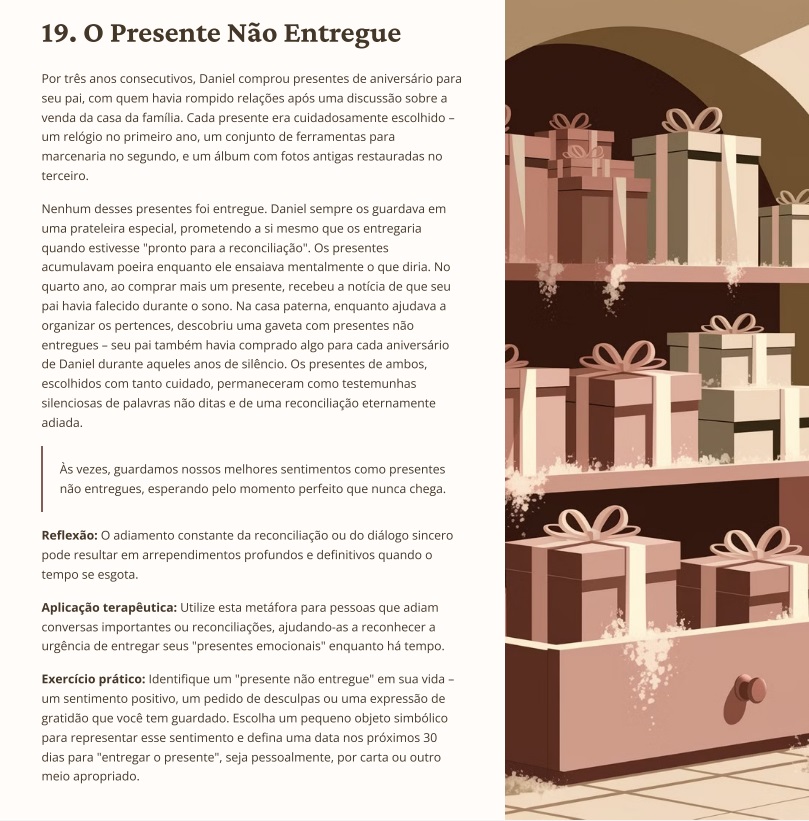 19. O Presente Não Entregue
Por três anos consecutivos, Daniel comprou presentes de aniversário para
seu pai, com quem havia rompido relações após uma discussão sobre a
venda da casa da família. Cada presente era cuidadosamente escolhido –
um relógio no primeiro ano, um conjunto de ferramentas para
marcenaria no segundo, e um álbum com fotos antigas restauradas no
terceiro.
Nenhum desses presentes foi entregue. Daniel sempre os guardava em
uma prateleira especial, prometendo a si mesmo que os entregaria
quando estivesse "pronto para a reconciliação". Os presentes
acumulavam poeira enquanto ele ensaiava mentalmente o que diria. No
quarto ano, ao comprar mais um presente, recebeu a notícia de que seu
pai havia falecido durante o sono. Na casa paterna, enquanto ajudava a
organizar os pertences, descobriu uma gaveta com presentes não
entregues – seu pai também havia comprado algo para cada aniversário
de Daniel durante aqueles anos de silêncio. Os presentes de ambos,
escolhidos com tanto cuidado, permaneceram como testemunhas
silenciosas de palavras não ditas e de uma reconciliação eternamente
adiada.
Às vezes, guardamos nossos melhores sentimentos como presentes
não entregues, esperando pelo momento perfeito que nunca chega.
Reflexão: O adiamento constante da reconciliação ou do diálogo sincero
pode resultar em arrependimentos profundos e definitivos quando o
tempo se esgota.
Aplicação terapêutica: Utilize esta metáfora para pessoas que adiam
conversas importantes ou reconciliações, ajudando-as a reconhecer a
urgência de entregar seus "presentes emocionais" enquanto há tempo.
Exercício prático: Identifique um "presente não entregue" em sua vida –
um sentimento positivo, um pedido de desculpas ou uma expressão de
gratidão que você tem guardado. Escolha um pequeno objeto simbólico
para representar esse sentimento e defina uma data nos próximos 30
dias para "entregar o presente", seja pessoalmente, por carta ou outro
meio apropriado.